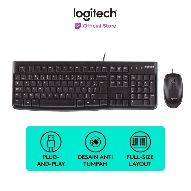 logitech
Official Store
PLUG-
AND-PLAY
DESAIN ANTI
TUMPAH
FULL-SIZE
LAYOUT